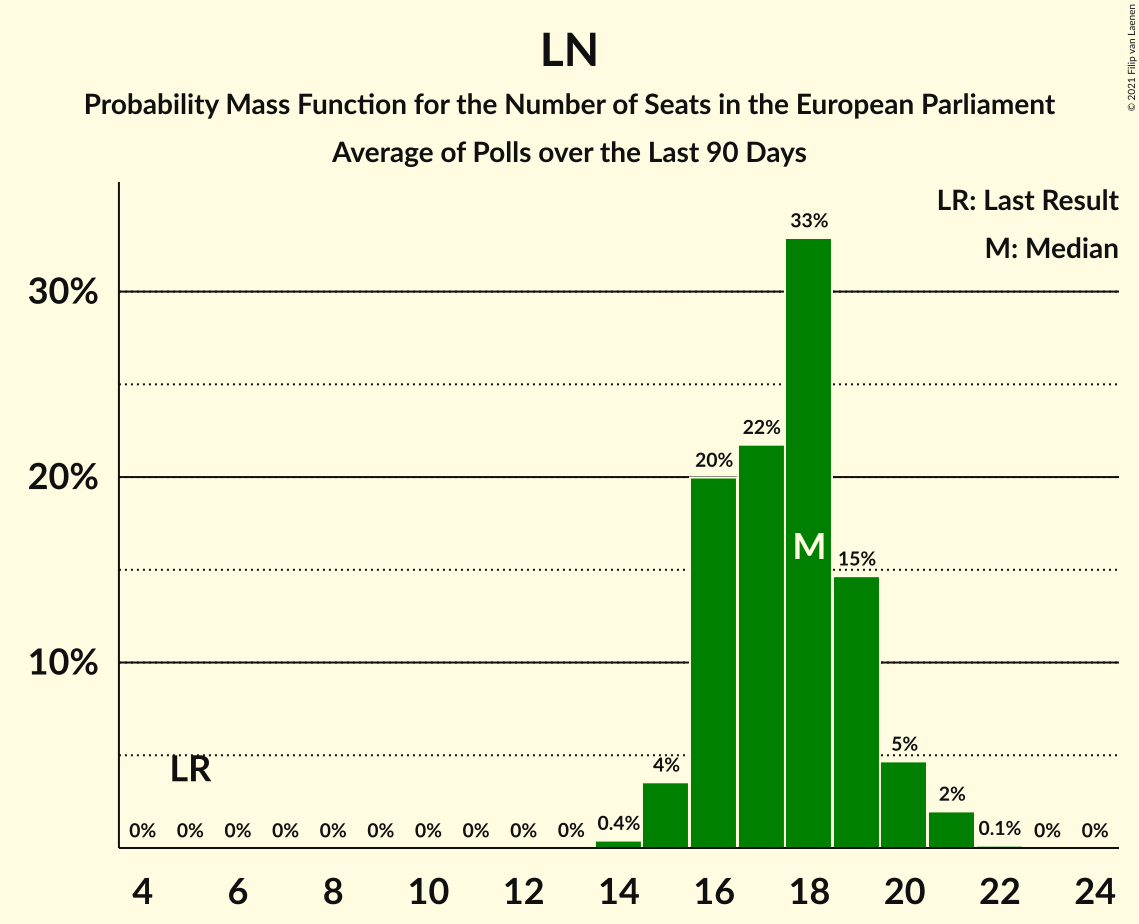 LN
Probability Mass Function for the Number of Seats in the European Parliament
Average of Polls over the Last 90 Days
© 2021 Filip van Laenen
LR: Last Result
M: Median
33%
30%
22%
20%
20%
M
15%
10%
5%
LR
4%
2%
0% 0% 0% 0% 0% 0% 0% 0% 0% 0% 0.4% 0.1% 0% 0%
4 6 8 10 12 14 16 18 20 22 24